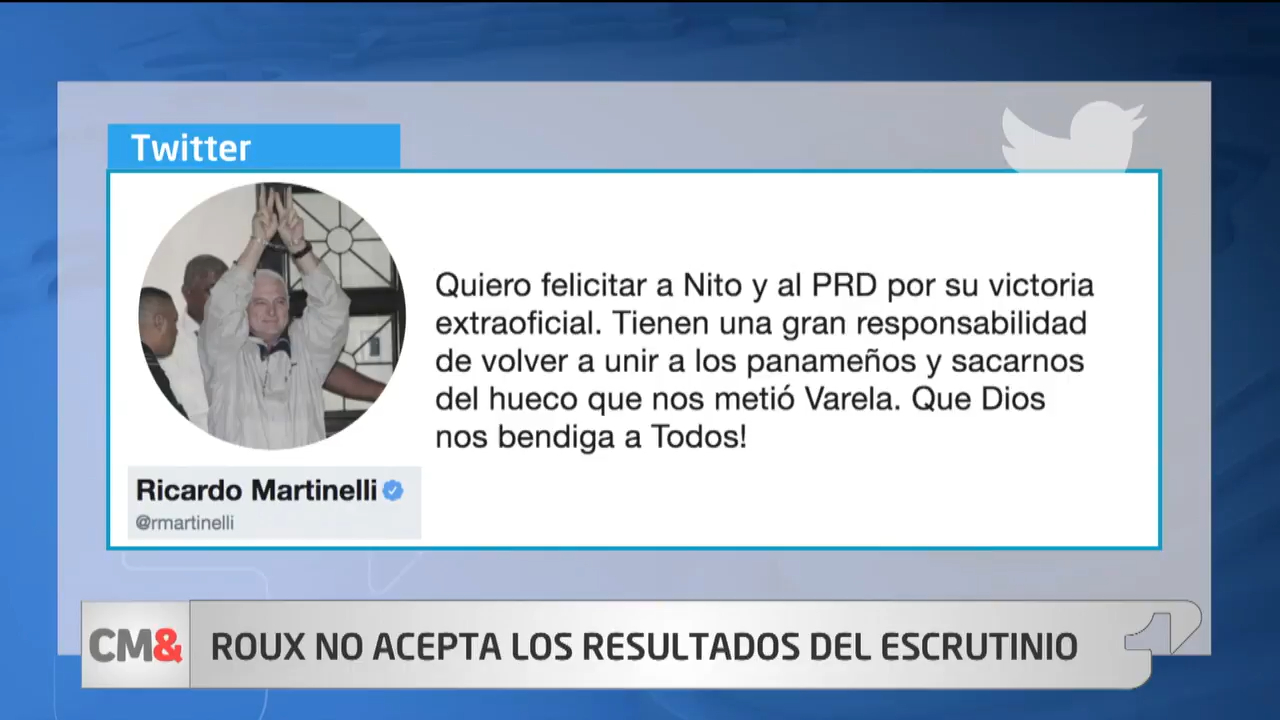 Twitter
Quiero felicitar a Nito y al PRD por su victoria
extraoficial. Tienen una gran responsabilidad
de volver a unir a los panameños y sacarnos
del hueco que nos metió Varela. Que Dios
nos bendiga a Todos!
Ricardo Martinelli
@rmartinelli
CM& ROUX NO ACEPTA LOS RESULTADOS DEL ESCRUTINIO
1